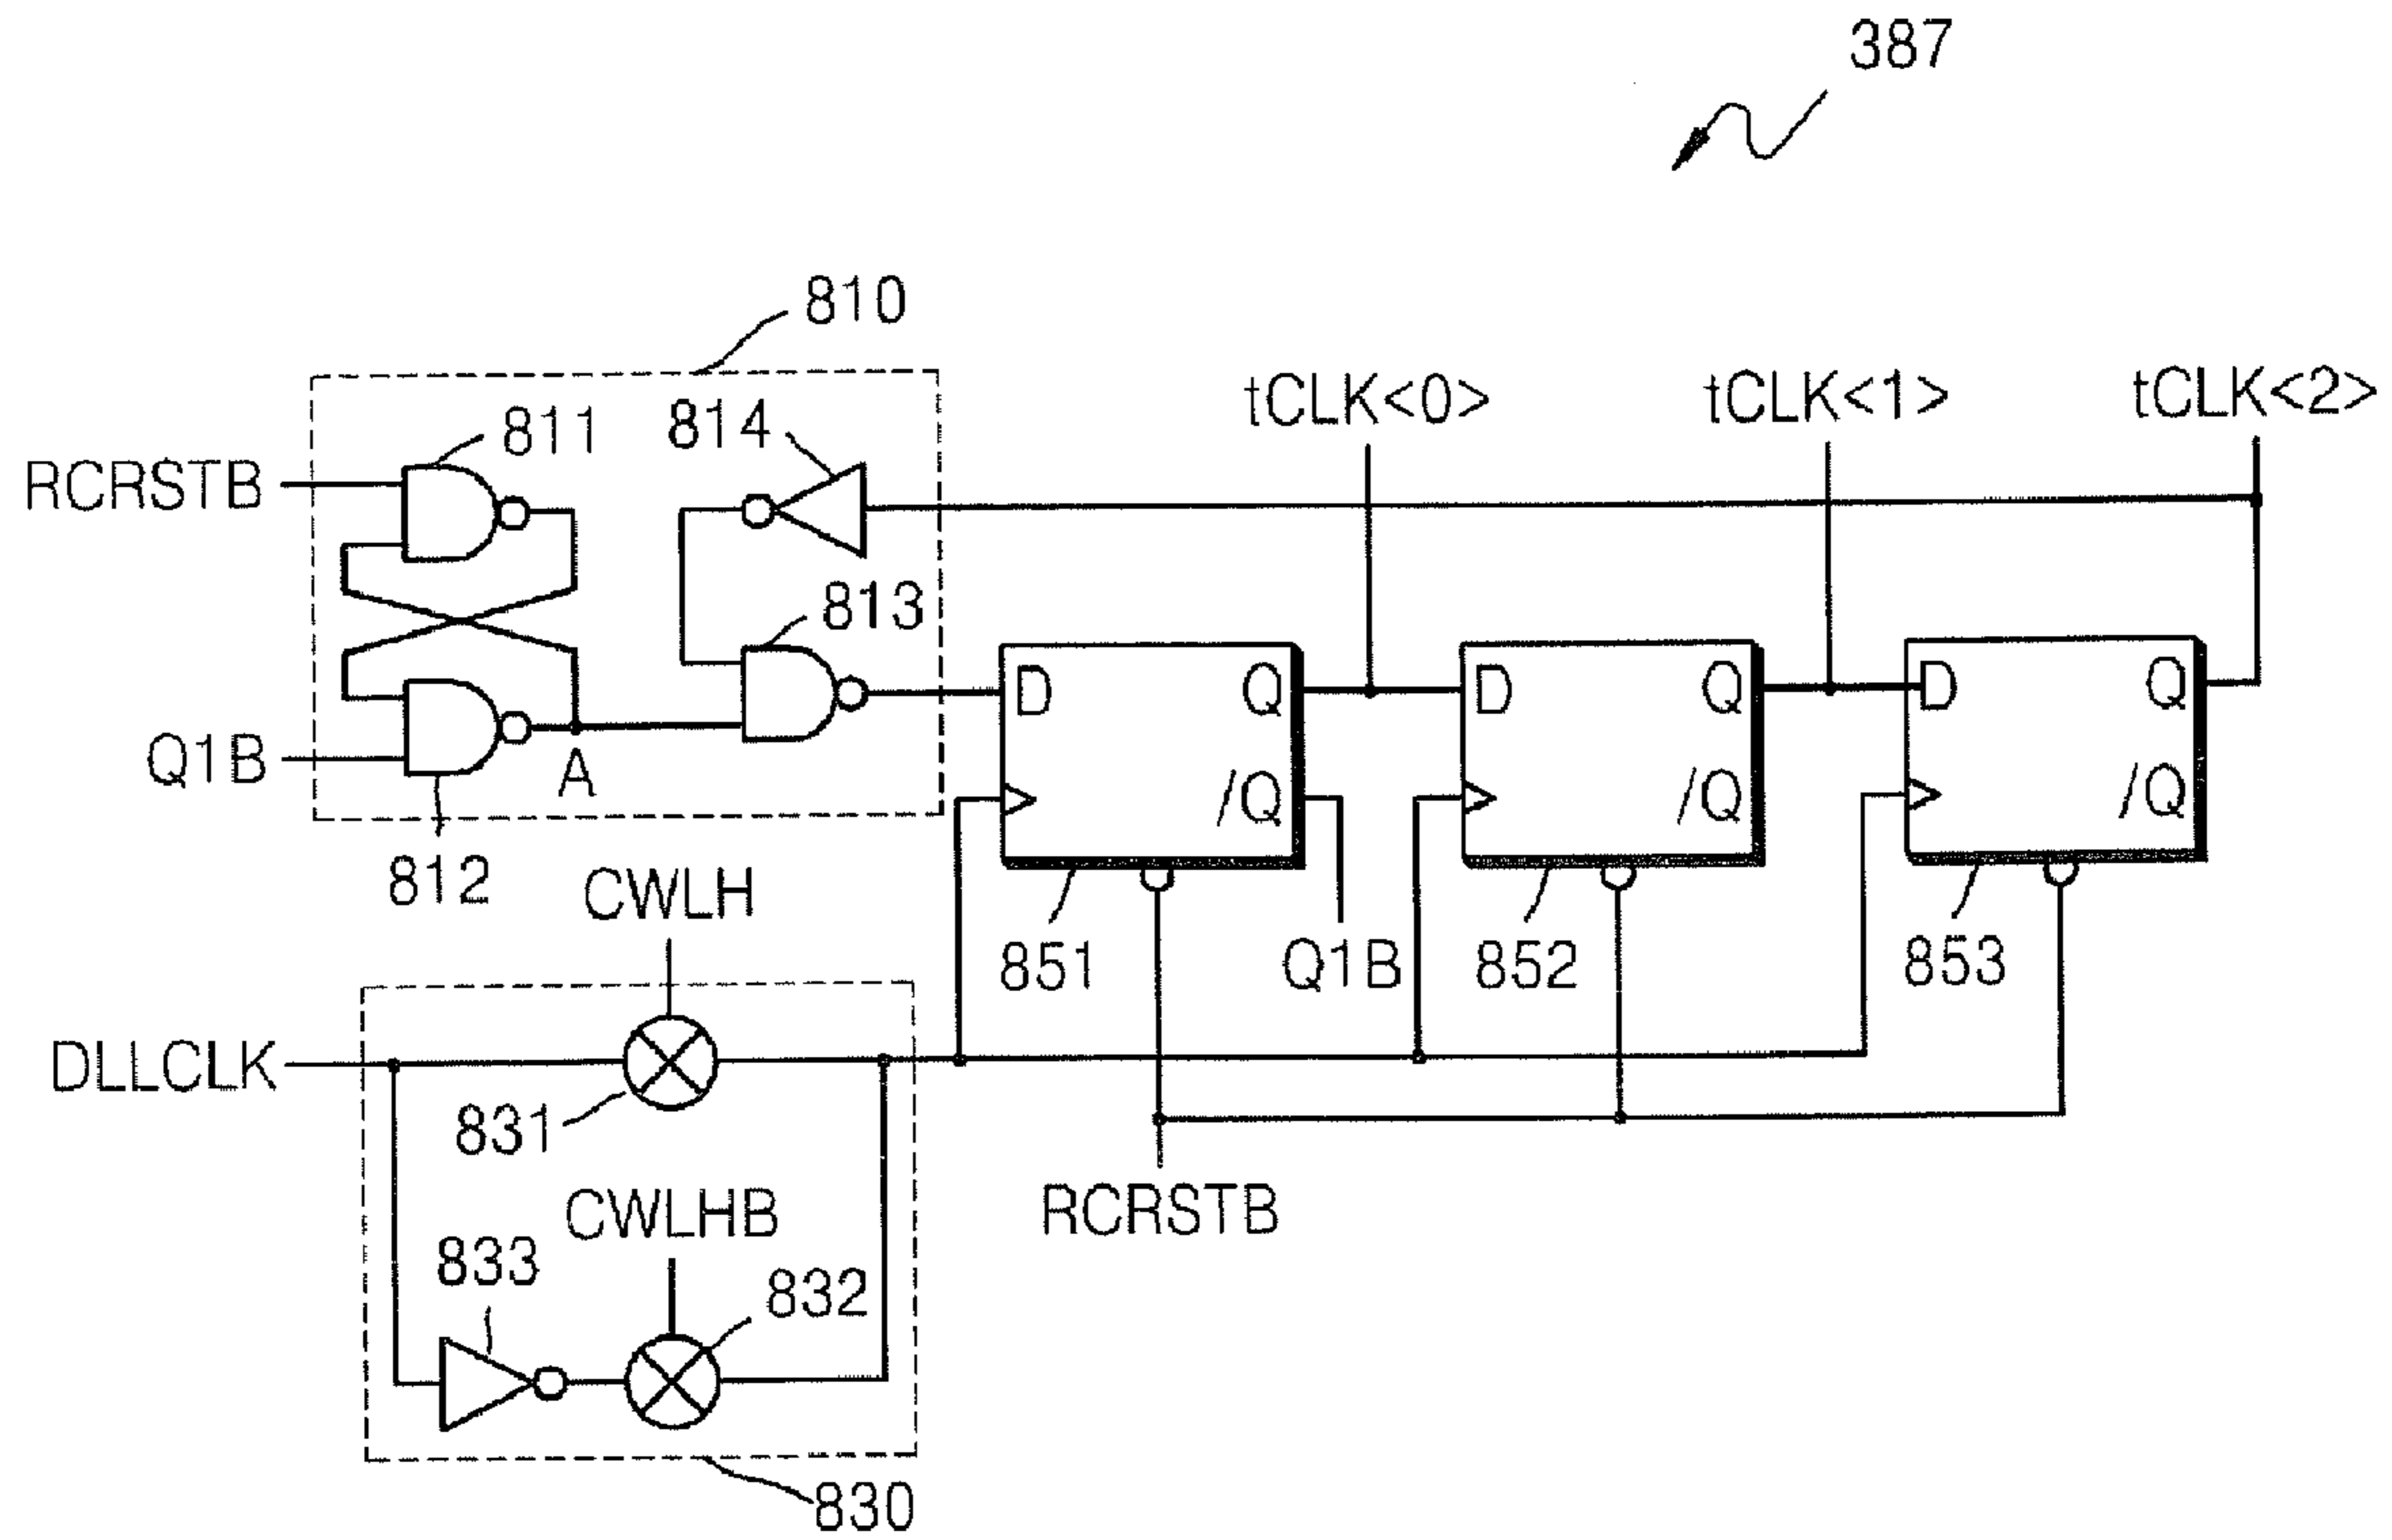 387
810
tCLK<0>
tCLK<1>
tCLK<2>
811
814
RCRSTB
813
D
Q
D
Q
D
Q
Q1B
A
/Q
/Q
/Q
812
CWLH
851
Q1B
852
853
DLLCLK
831
CWLHB
RCRSTB
833
832
830